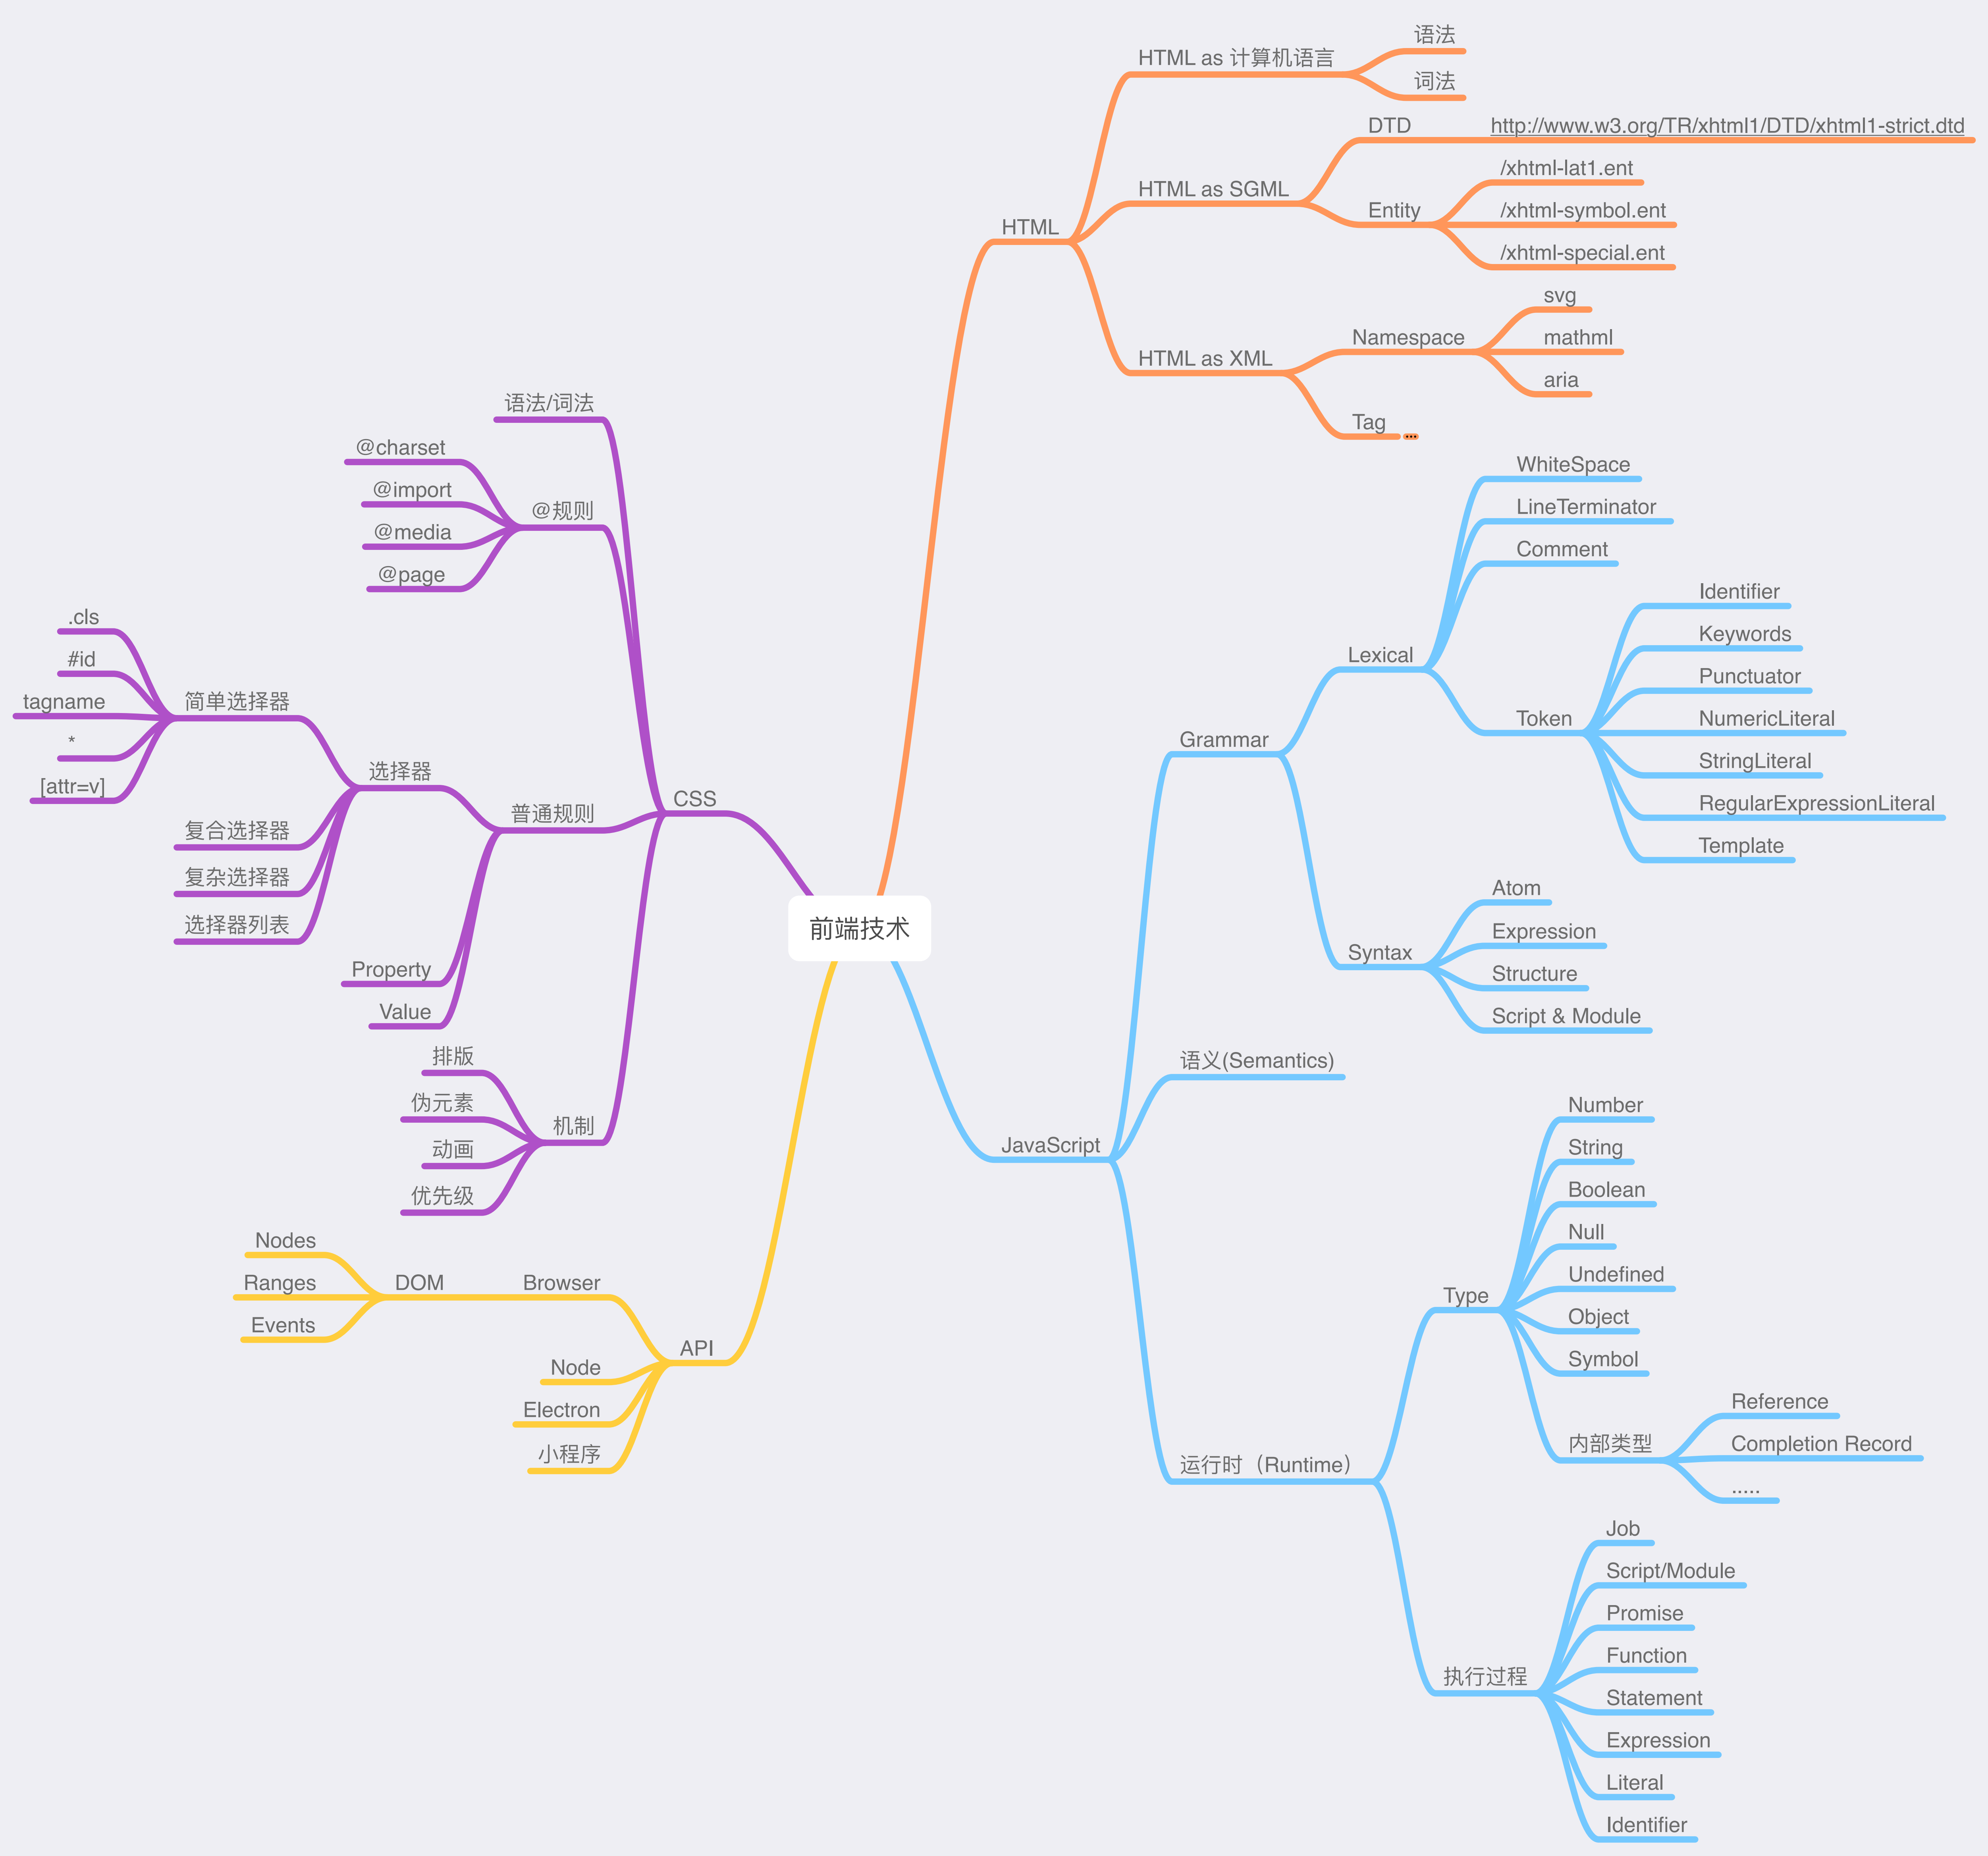 前端技术
HTML
HTML as 计算机语言
语法
词法
HTML as SGML
DTD
http://www.w3.org/TR/xhtml1/DTD/xhtml1-strict.dtd
Entity
/xhtml-lat1.ent
/xhtml-symbol.ent
/xhtml-special.ent
HTML as XML
Namespace
svg
mathml
aria
Tag
...
JavaScript
Grammar
Lexical
WhiteSpace
LineTerminator
Comment
Token
Identifier
Keywords
Punctuator
NumericLiteral
StringLiteral
RegularExpressionLiteral
Template
Syntax
Atom
Expression
Structure
Script & Module
语义(Semantics)
运行时（Runtime）
Type
Number
String
Boolean
Null
Undefined
Object
Symbol
内部类型
Reference
Completion Record
.....
执行过程
Job
Script/Module
Promise
Function
Statement
Expression
Literal
Identifier
CSS
语法/词法
@规则
@charset
@import
@media
@page
普通规则
选择器
简单选择器
.cls
#id
tagname
*
[attr=v]
复合选择器
复杂选择器
选择器列表
Property
Value
机制
排版
伪元素
动画
优先级
API
Browser
DOM
Nodes
Ranges
Events
Node
Electron
小程序